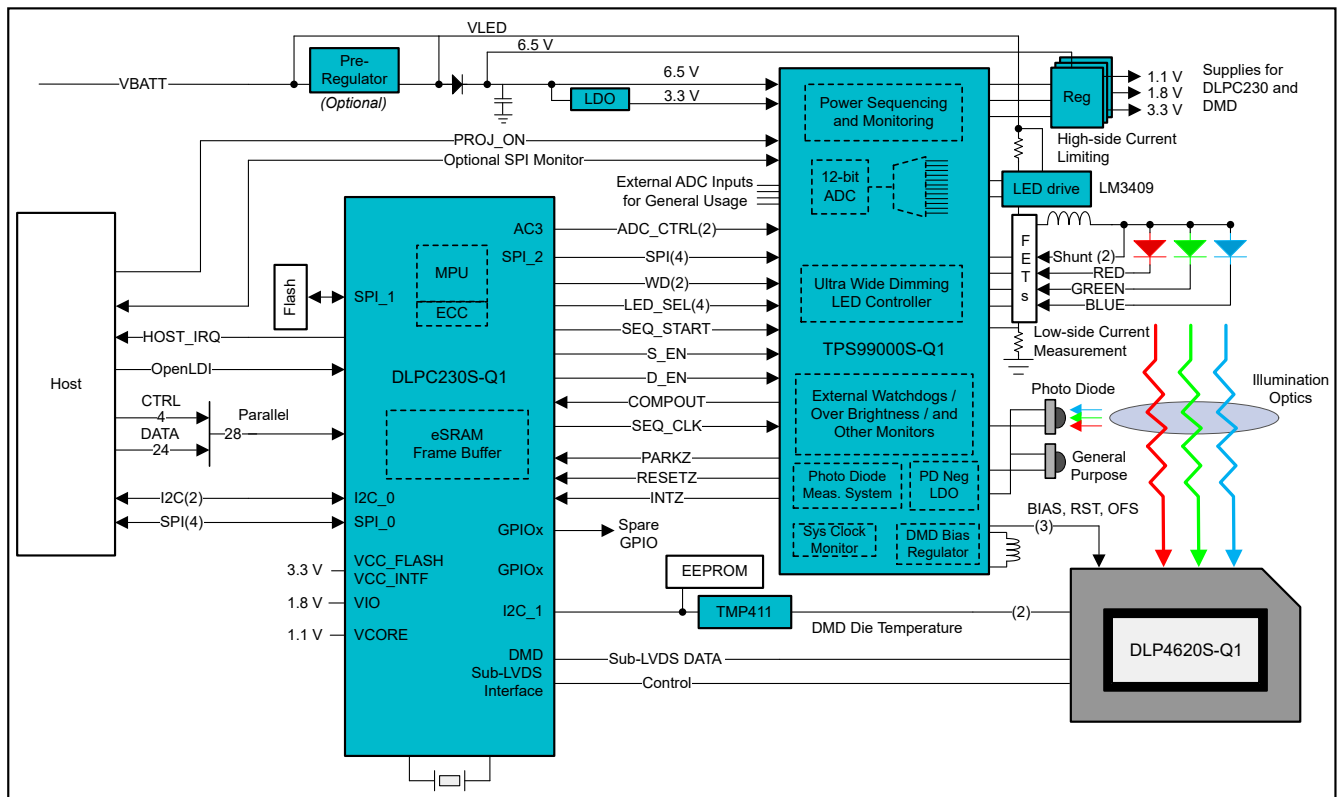 VLED
6.5 V
Pre-
Regulator
(Optional)
VBATT
6.5 V
LDO
3.3 V
Power Sequencing
and Monitoring
Reg
1.1 V
1.8 V
3.3 V
Supplies for
DLPC230 and
DMD
High-side Current
Limiting
PROJ_ON
Optional SPI Monitor
External ADC Inputs
for General Usage
12-bit
ADC
LED drive
LM3409
Host
Flash
HOST_IRQ
OpenLDI
CTRL
4
DATA
24
28
Parallel
I2C(2)
SPI(4)
AC3
SPI_2
MPU
ECC
SPI_1
DLPC230S-Q1
eSRAM
Frame Buffer
I2C_0
SPI_0
GPIOx
GPIOx
VCC_FLASH
VCC_INTF
VIO
VCORE
I2C_1
DMD
Sub-LVDS
Interface
3.3 V
1.8 V
1.1 V
ADC_CTRL(2)
SPI(4)
WD(2)
LED_SEL(4)
SEQ_START
S_EN
D_EN
COMPOUT
SEQ_CLK
PARKZ
RESETZ
INTZ
Spare
GPIO
EEPROM
TMP411
DMD Die Temperature
(2)
Sub-LVDS DATA
Control
Ultra Wide Dimming
LED Controller
TPS99000S-Q1
External Watchdogs /
Over Brightness / and
Other Monitors
Photo Diode
Meas. System
PD Neg
LDO
Sys Clock
Monitor
DMD Bias
Regulator
FETs
Shunt (2)
RED
GREEN
BLUE
Low-side Current
Measurement
Photo Diode
Illumination
Optics
General
Purpose
BIAS, RST, OFS
(3)
DLP4620S-Q1